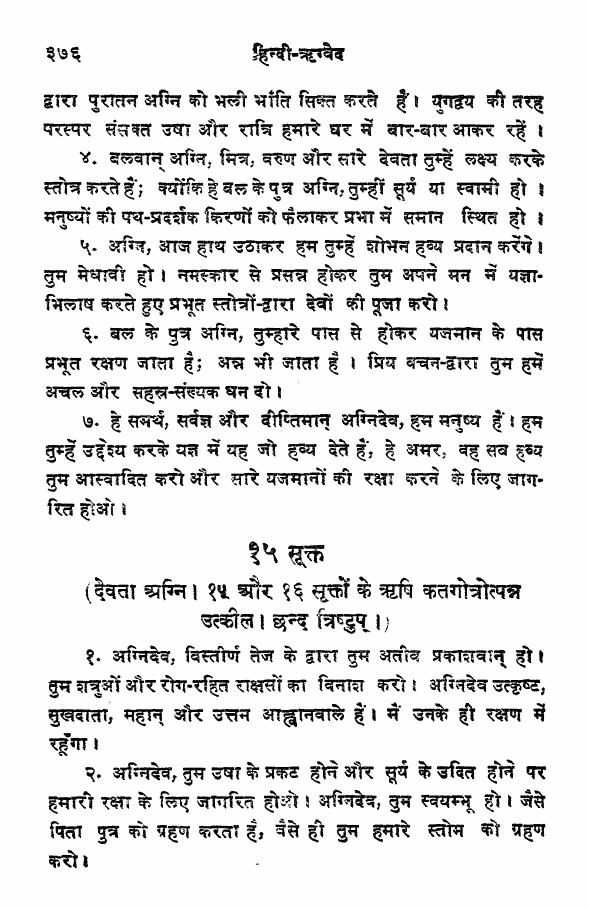 ३७६ हिन्दी-ऋग्वेद
द्वारा पुरातन अग्नि को भली भाँति सिक्त करते हैं। युगद्वय की तरह
परस्पर संसक्त उषा और रात्रि हमारे घर में बार-बार आकर रहें ।
४. बलवान् अग्नि, मित्र, वरुण और सारे देवता तुम्हें लक्ष्य करके
स्तोत्र करते हैं; क्योंकि हे बल के पुत्र अग्नि, तुम्हीं सूर्य या स्वामी हो ।
मनुष्यों की पथ-प्रदर्शक किरणों को फैलाकर प्रभा में समान स्थित हो ।
५. अग्नि, आज हाथ उठाकर हम तुम्हें शोभन हव्य प्रदान करेंगे।
तुम मेधावी हो। नमस्कार से प्रसन्न होकर तुम अपने मन में यज्ञा-
भिलाष करते हुए प्रभूत स्तोत्रों-द्वारा देवों की पूजा करो।
६. बल के पुत्र अग्नि, तुम्हारे पास से होकर यजमान के पास
प्रभूत रक्षण जाता है; अन्न भी जाता है । प्रिय वचन-द्वारा तुम हमें
अचल और सहस्र-संख्यक धन दो।
७. हे समर्थ, सर्वज्ञ और दीप्तिमान् अग्निदेव, हम मनुष्य हैं। हम
तुम्हें उद्देश्य करके यज्ञ में यह जो हव्य देते हैं, हे अमर, वह सब हव्य
तुम आस्वादित करो और सारे यजमानों की रक्षा करने के लिए जाग-
रित होओ।
१५ सूक्त
(देवता अग्नि। १५ और १६ सूक्तों के ऋषि कतगोत्रोत्पन्न
उत्कील। छन्द त्रिष्टुप्।)
१. अग्निदेव, विस्तीर्ण तेज के द्वारा तुम अतीव प्रकाशवान् हो।
तुम शत्रुओं और रोग-रहित राक्षसों का विनाश करो। अग्निदेव उत्कृष्ट,
सुखदाता, महान् और उत्तम आह्वानवाले हैं। मैं उनके ही रक्षण में
रहूँगा।
२. अग्निदेव, तुम उषा के प्रकट होने और सूर्य के उदित होने पर
हमारी रक्षा के लिए जागरित होओ। अग्निदेव, तुम स्वयम्भू हो। जैसे
पिता पुत्र को ग्रहण करता है, वैसे ही तुम हमारे स्तोम को ग्रहण
करो।